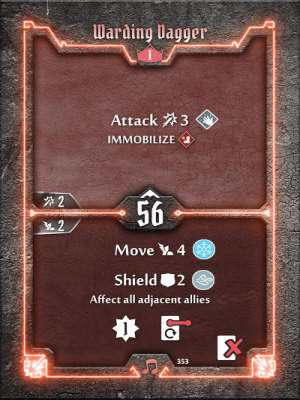 Warding Dagger
1
Attack 3
IMMOBILIZE
2
56
2
Move 4
Shield 2
Affect all adjacent allies
1
353